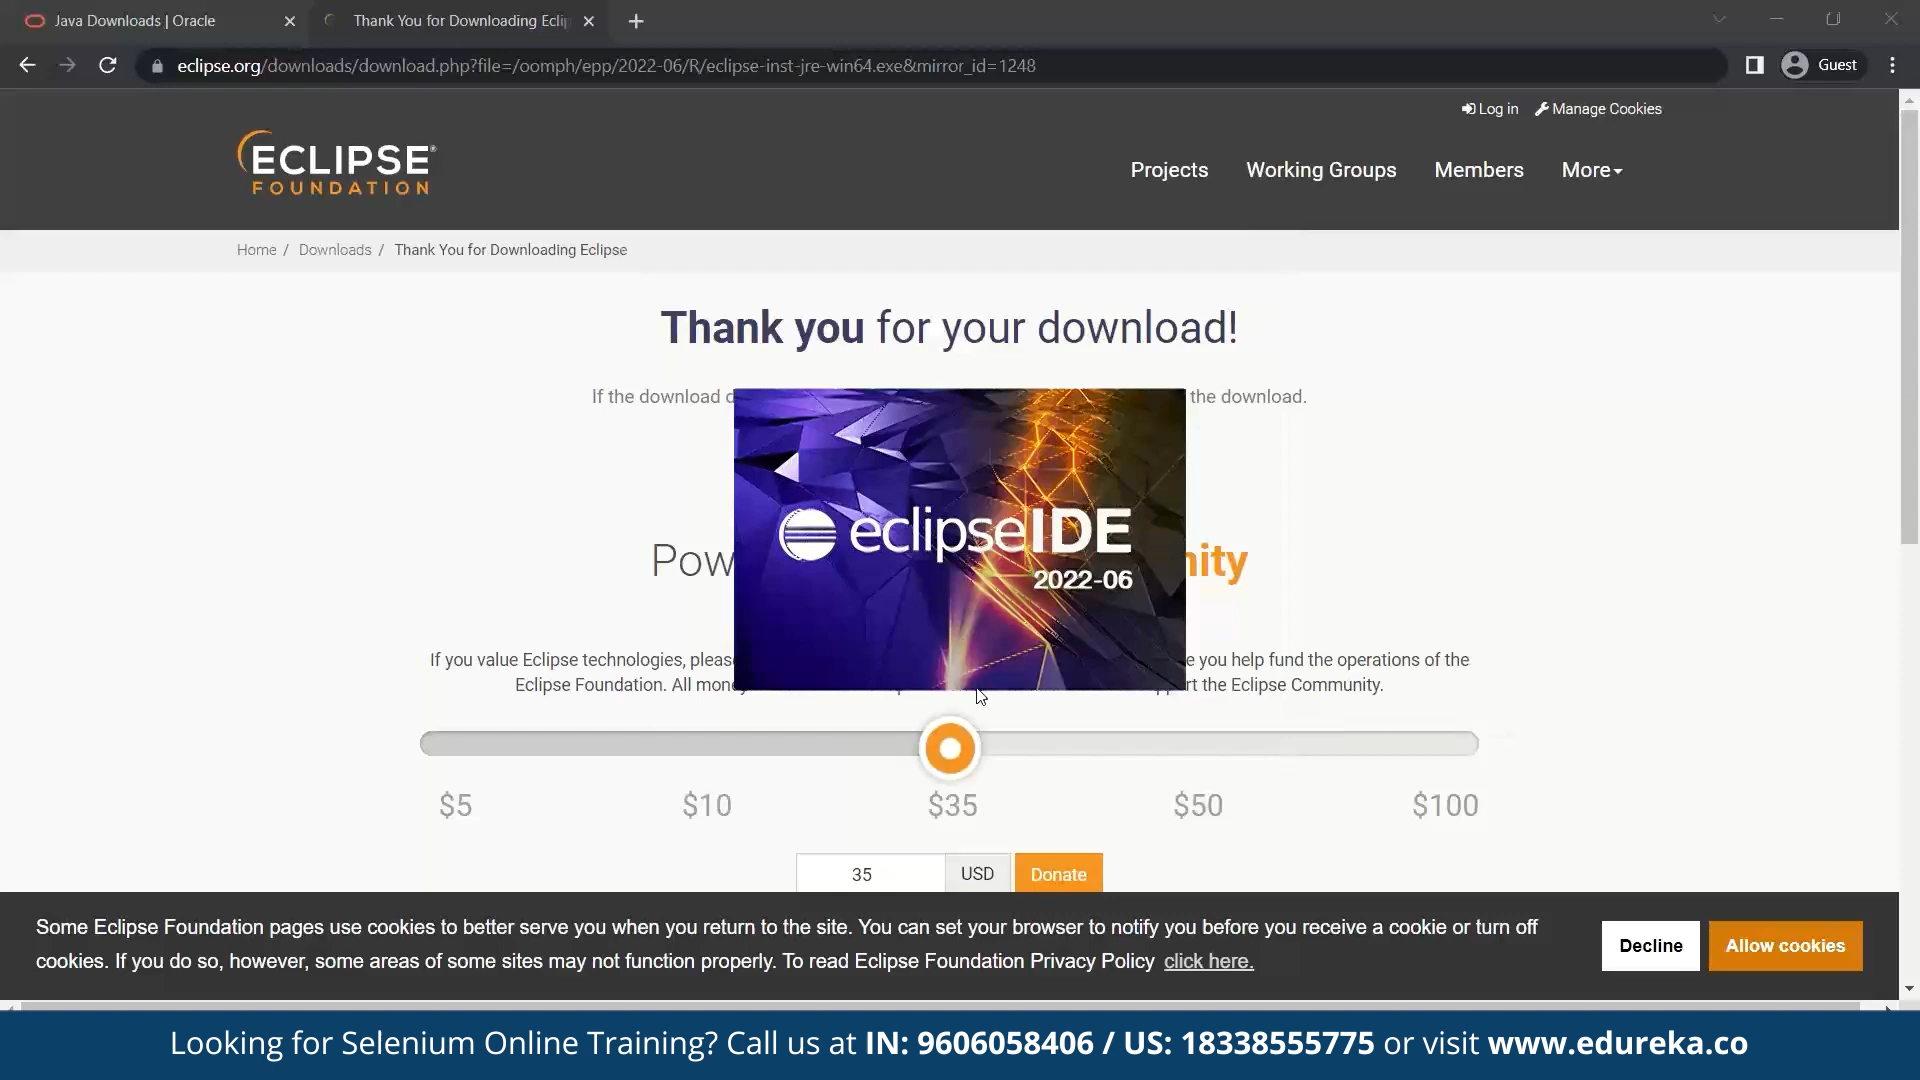 Java Downloads | Oracle
Thank You for Downloading Eclip
eclipse.org/downloads/download.php?file=/oomph/epp/2022-06/R/eclipse-inst-jre-win64.exe&mirror_id=1248
Guest
Log in
Manage Cookies
ECLIPSE
FOUNDATION
Projects
Working Groups
Members
More
Home / Downloads / Thank You for Downloading Eclipse
Thank you for your download!
If the download
the download.
eclipseIDE
2022-06
Pow
nity
If you value Eclipse technologies, pleas
e you help fund the operations of the
Eclipse Foundation. All money
rt the Eclipse Community.
$5
$10
$35
$50
$100
35
USD
Donate
Some Eclipse Foundation pages use cookies to better serve you when you return to the site. You can set your browser to notify you before you receive a cookie or turn off
cookies. If you do so, however, some areas of some sites may not function properly. To read Eclipse Foundation Privacy Policy click here.
Decline
Allow cookies
Looking for Selenium Online Training? Call us at IN: 9606058406 / US: 18338555775 or visit www.edureka.co